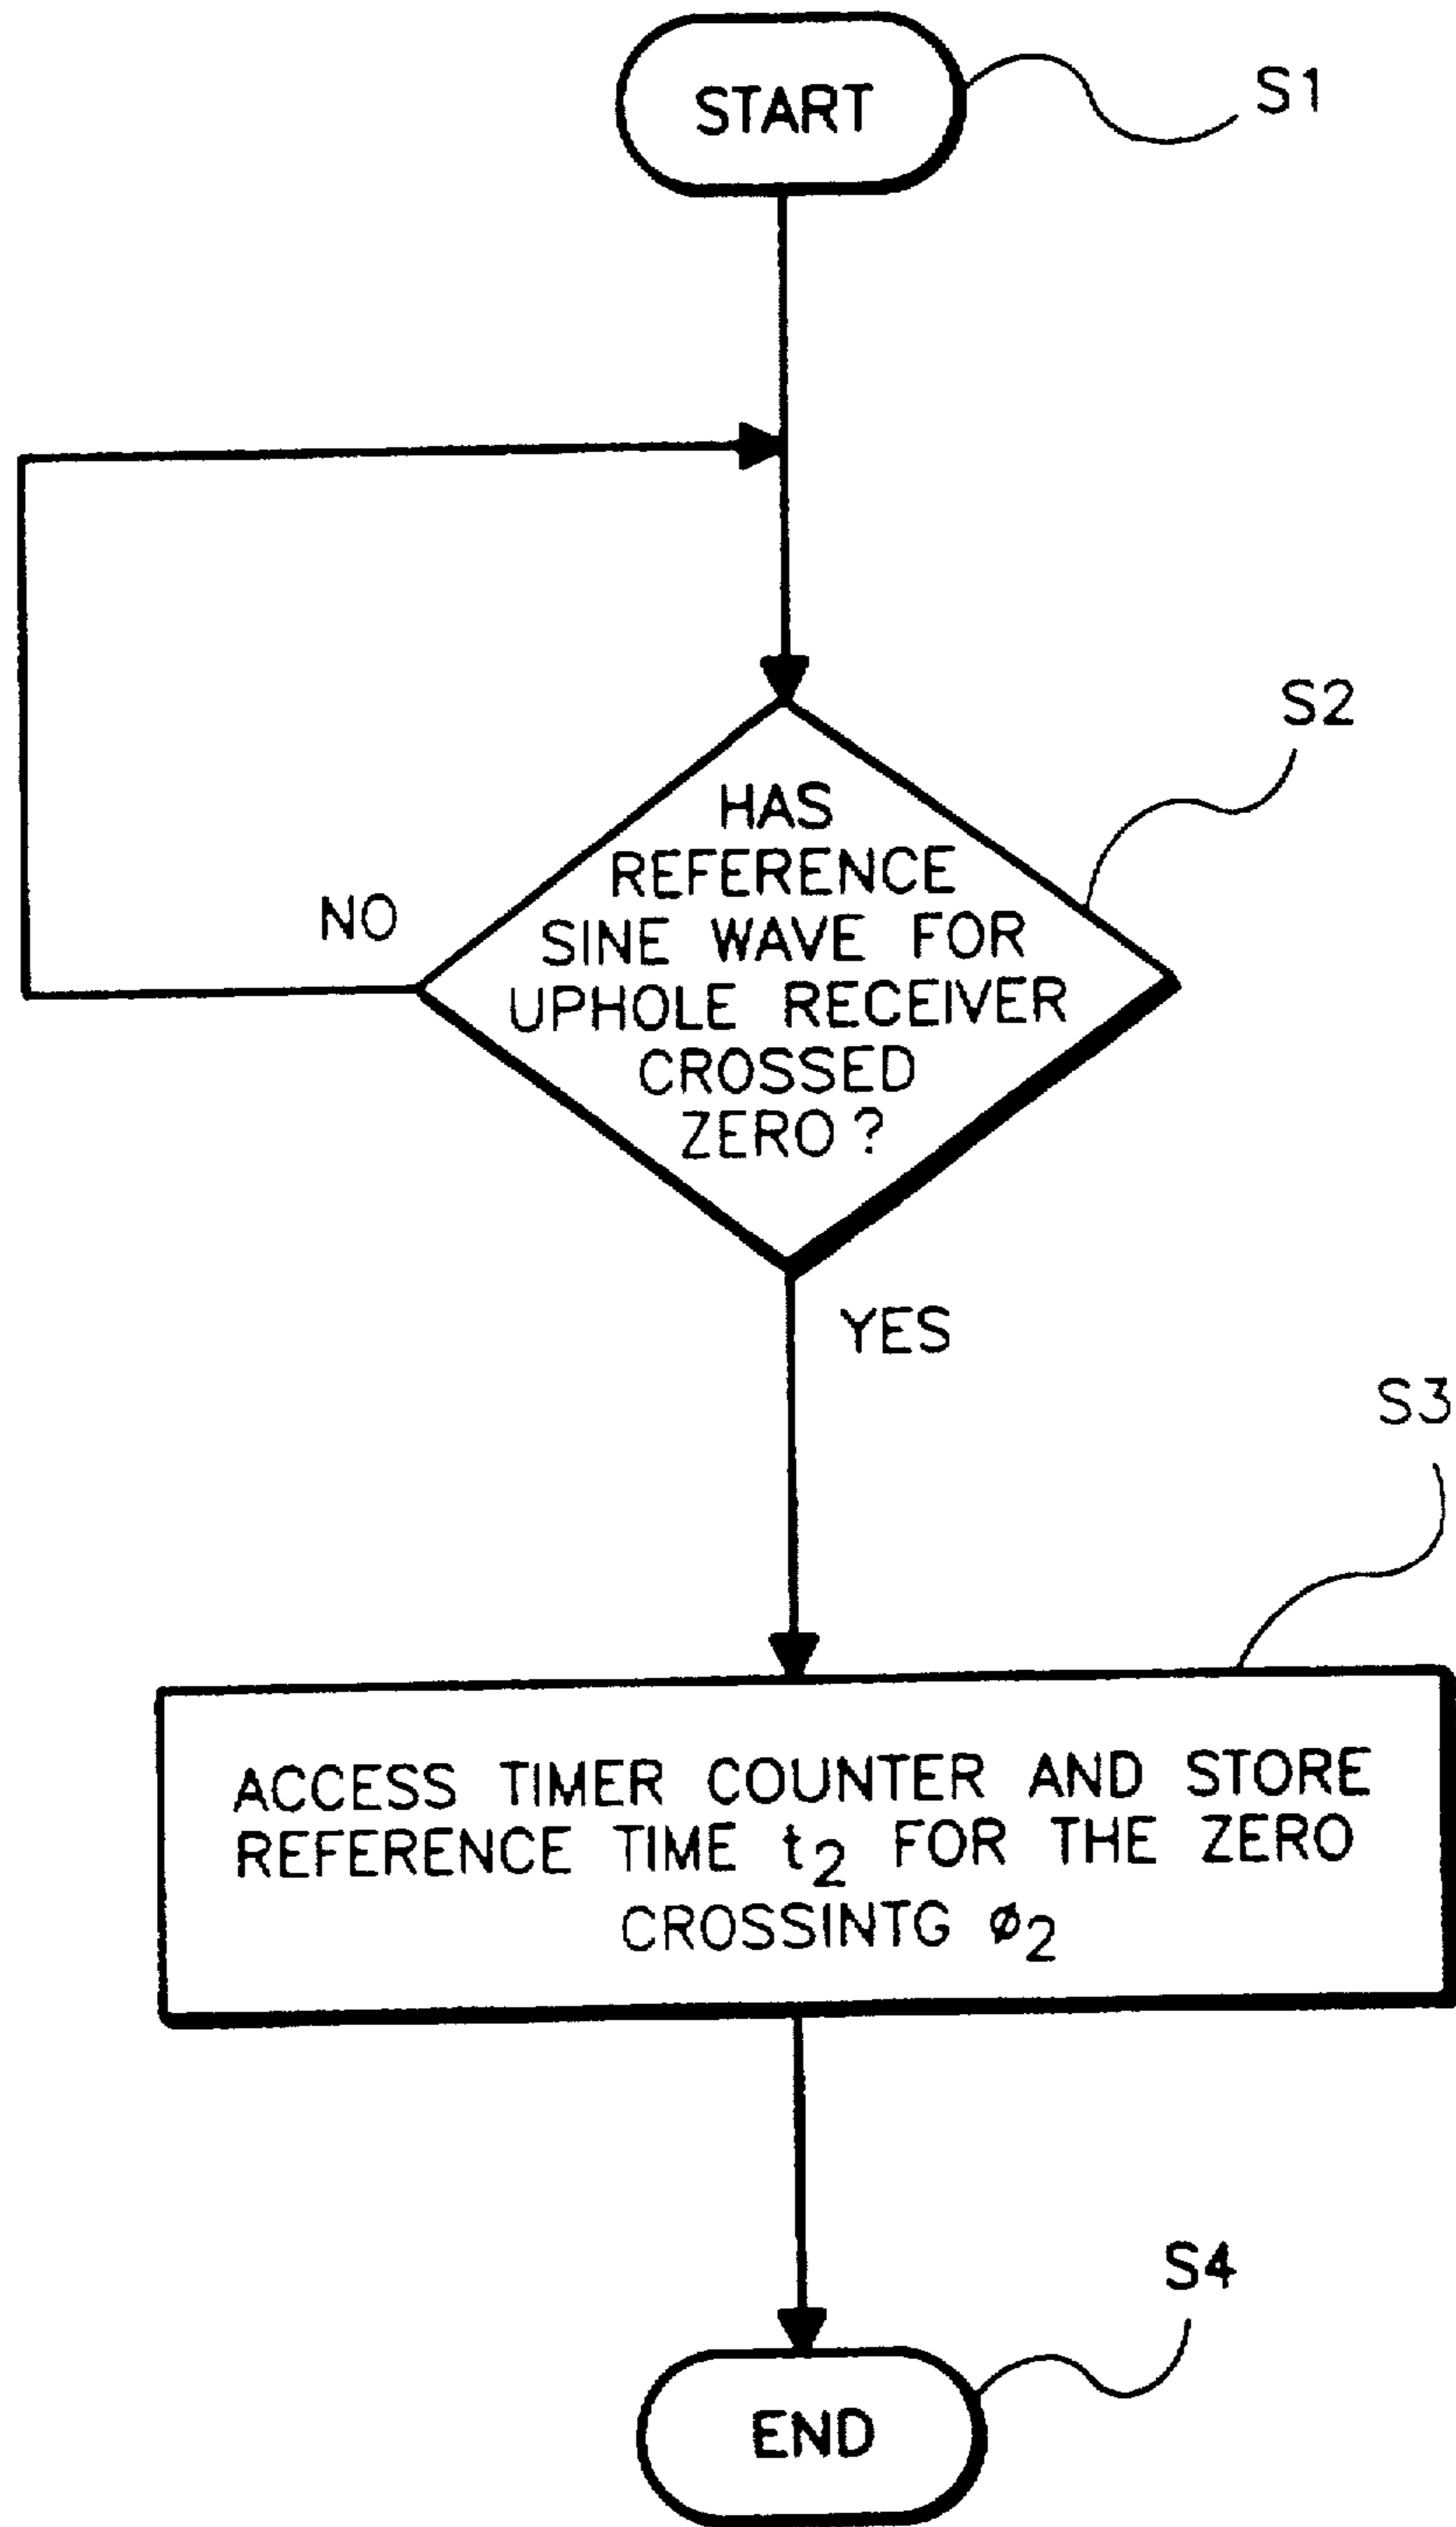 START
S1
S2
HAS
REFERENCE
SINE WAVE FOR
UPHOLE RECEIVER
CROSSED
ZERO?
NO
YES
S3
ACCESS TIMER COUNTER AND STORE
REFERENCE TIME t₂ FOR THE ZERO
CROSSINTG ø₂
S4
END